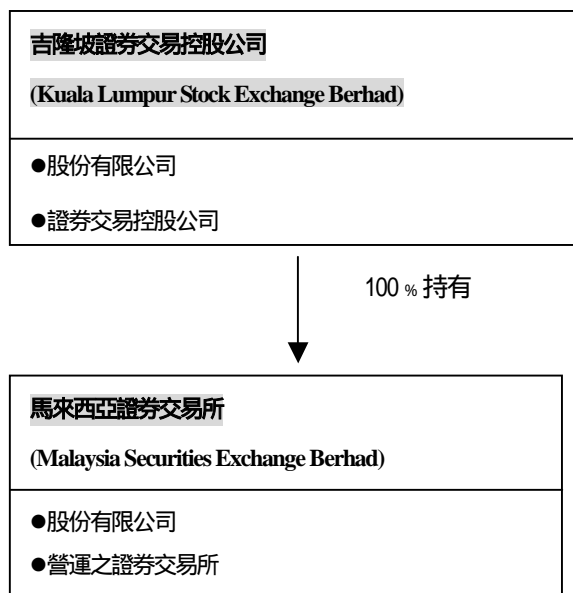 吉隆坡證券交易控股公司
(Kuala Lumpur Stock Exchange Berhad)
●股份有限公司
●證券交易控股公司
100 % 持有
馬來西亞證券交易所
(Malaysia Securities Exchange Berhad)
●股份有限公司
●營運之證券交易所